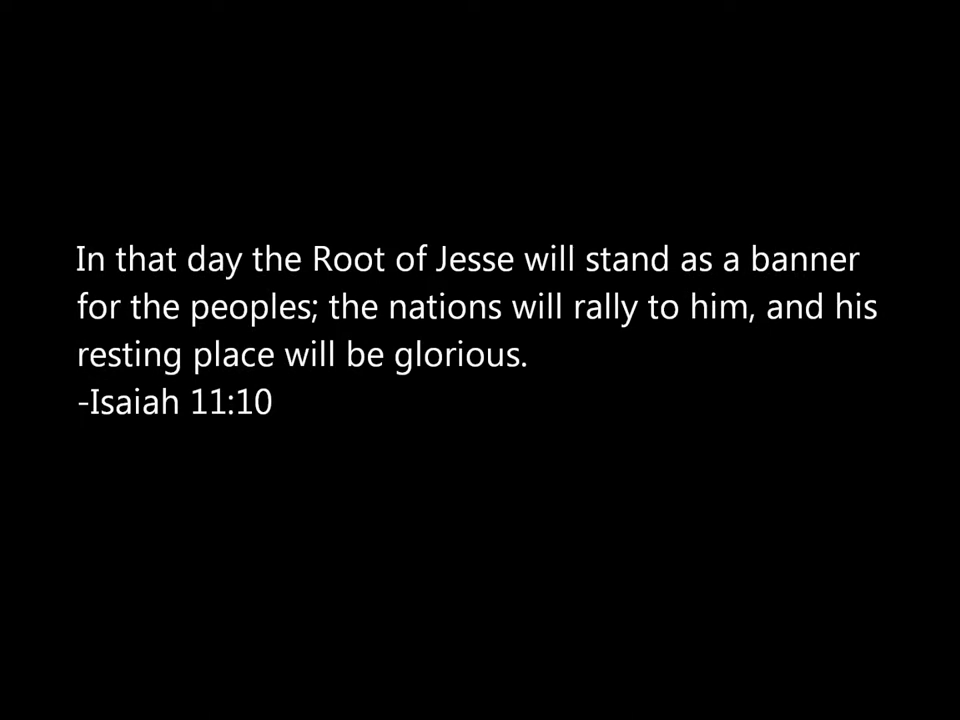 In that day the Root of Jesse will stand as a banner
for the peoples; the nations will rally to him, and his
resting place will be glorious.
-Isaiah 11:10